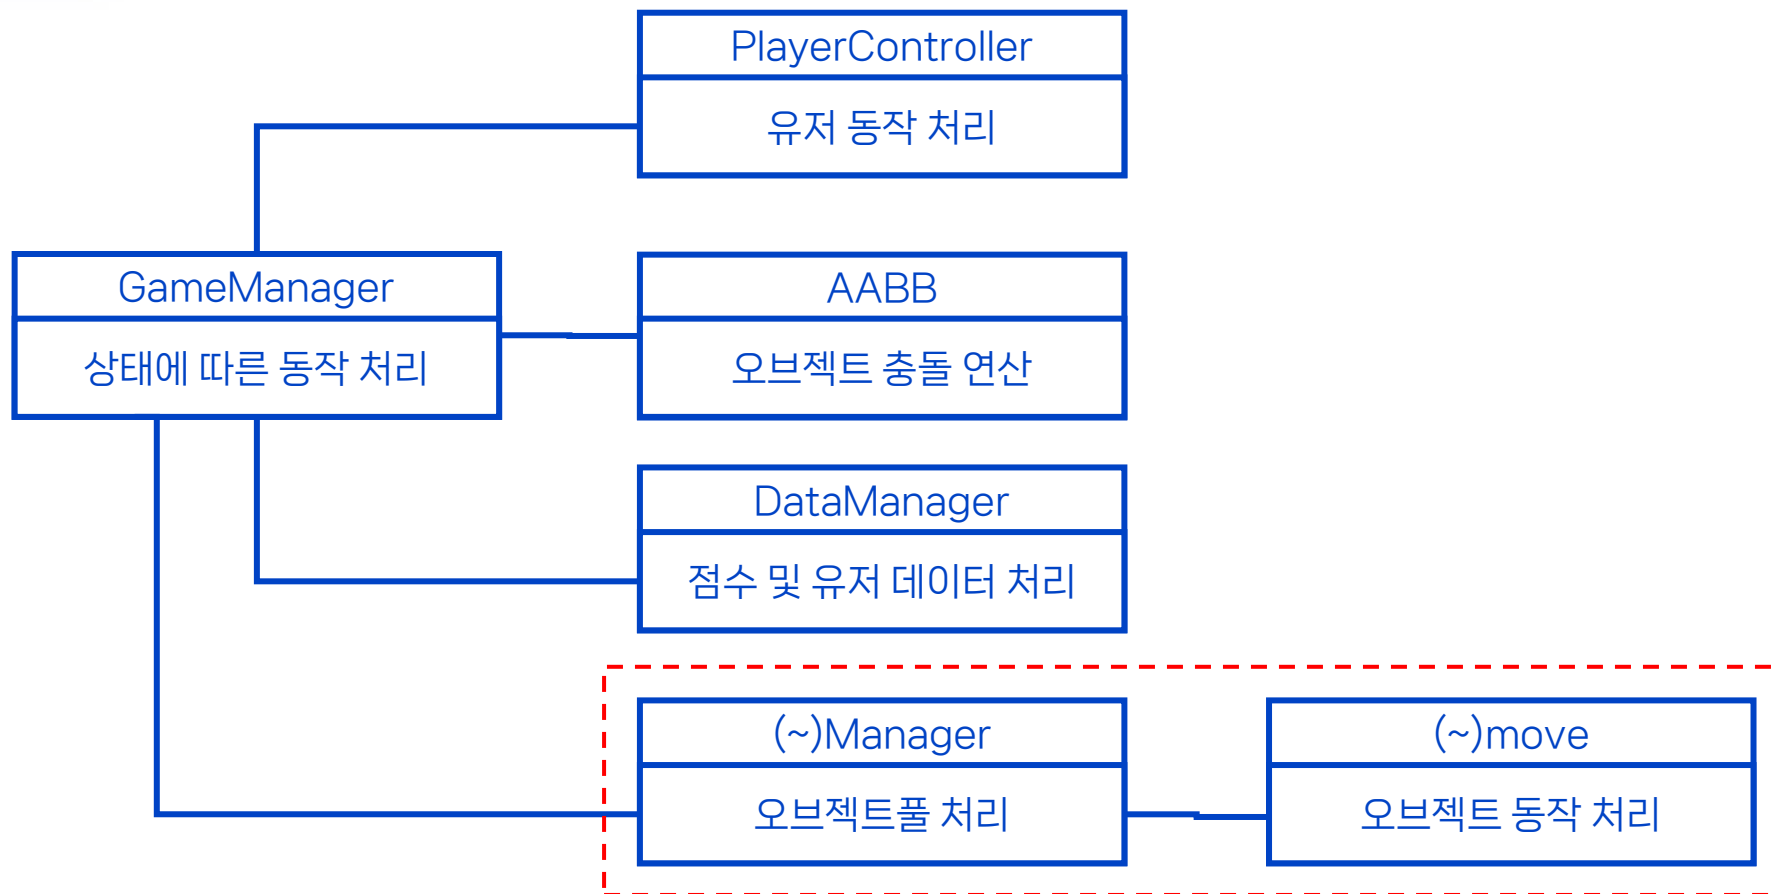 PlayerController
유저 동작 처리
GameManager
상태에 따른 동작 처리
AABB
오브젝트 충돌 연산
DataManager
점수 및 유저 데이터 처리
(~)Manager
오브젝트풀 처리
(~)move
오브젝트 동작 처리